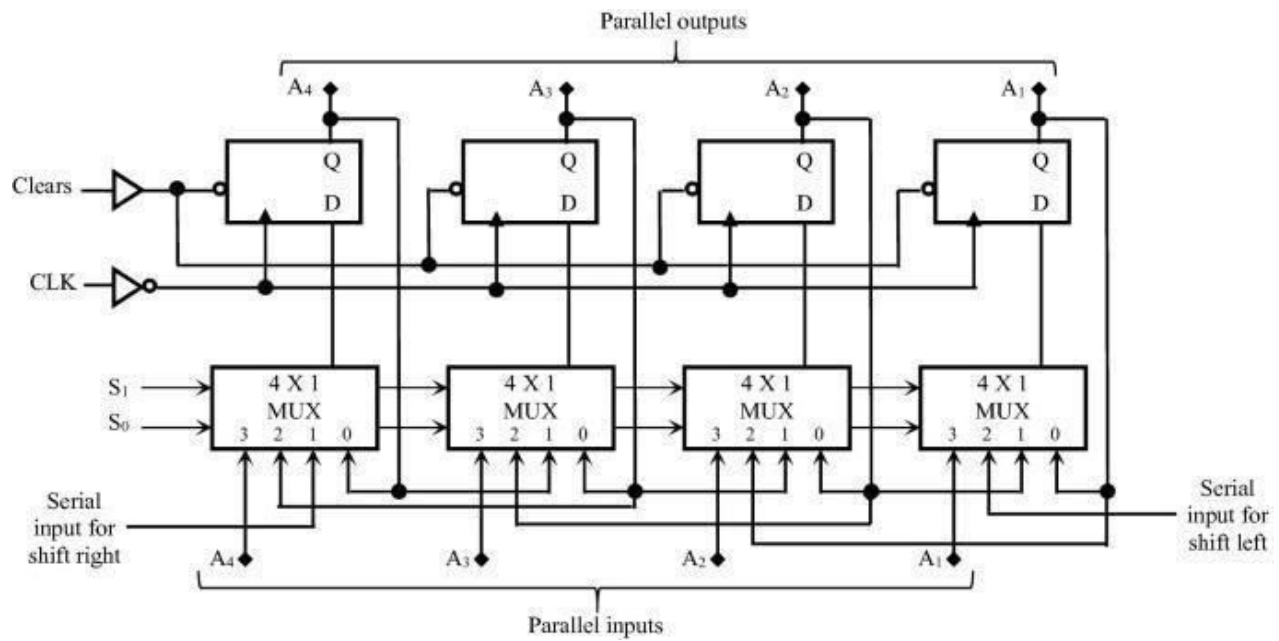 Parallel outputs
A₄ A₃ A₂ A₁
Q Q Q Q
Clears
D D D D
CLK
S₁
S₀
4 X 1 4 X 1 4 X 1 4 X 1
MUX MUX MUX MUX
3 2 1 0 3 2 1 0 3 2 1 0 3 2 1 0
Serial
input for
shift right
Serial
input for
shift left
A₄ A₃ A₂ A₁
Parallel inputs